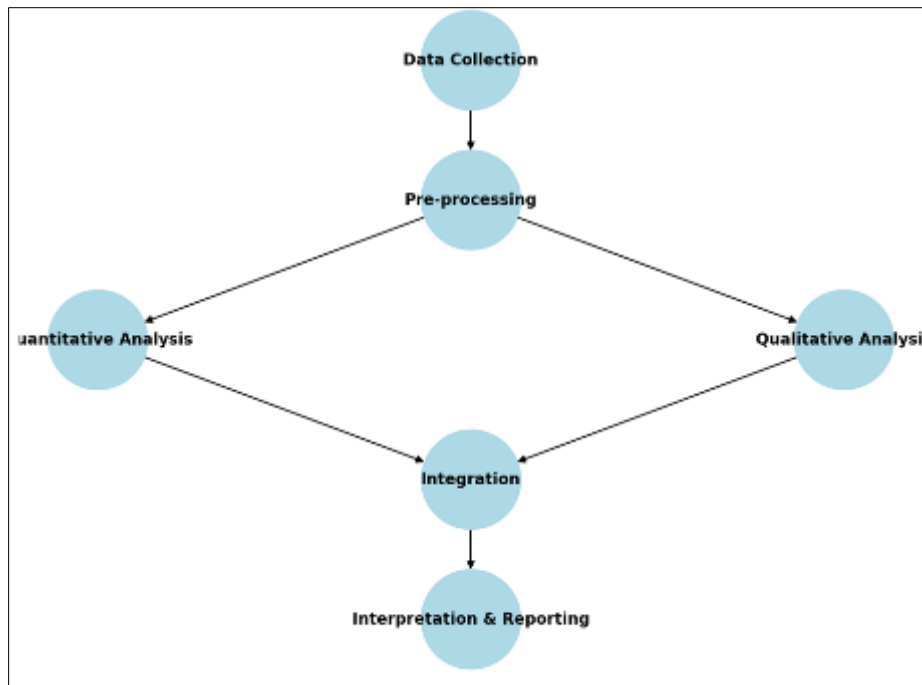 Data Collection
Pre-processing
uantitative Analysis
Qualitative Analysi
Integration
Interpretation & Reporting